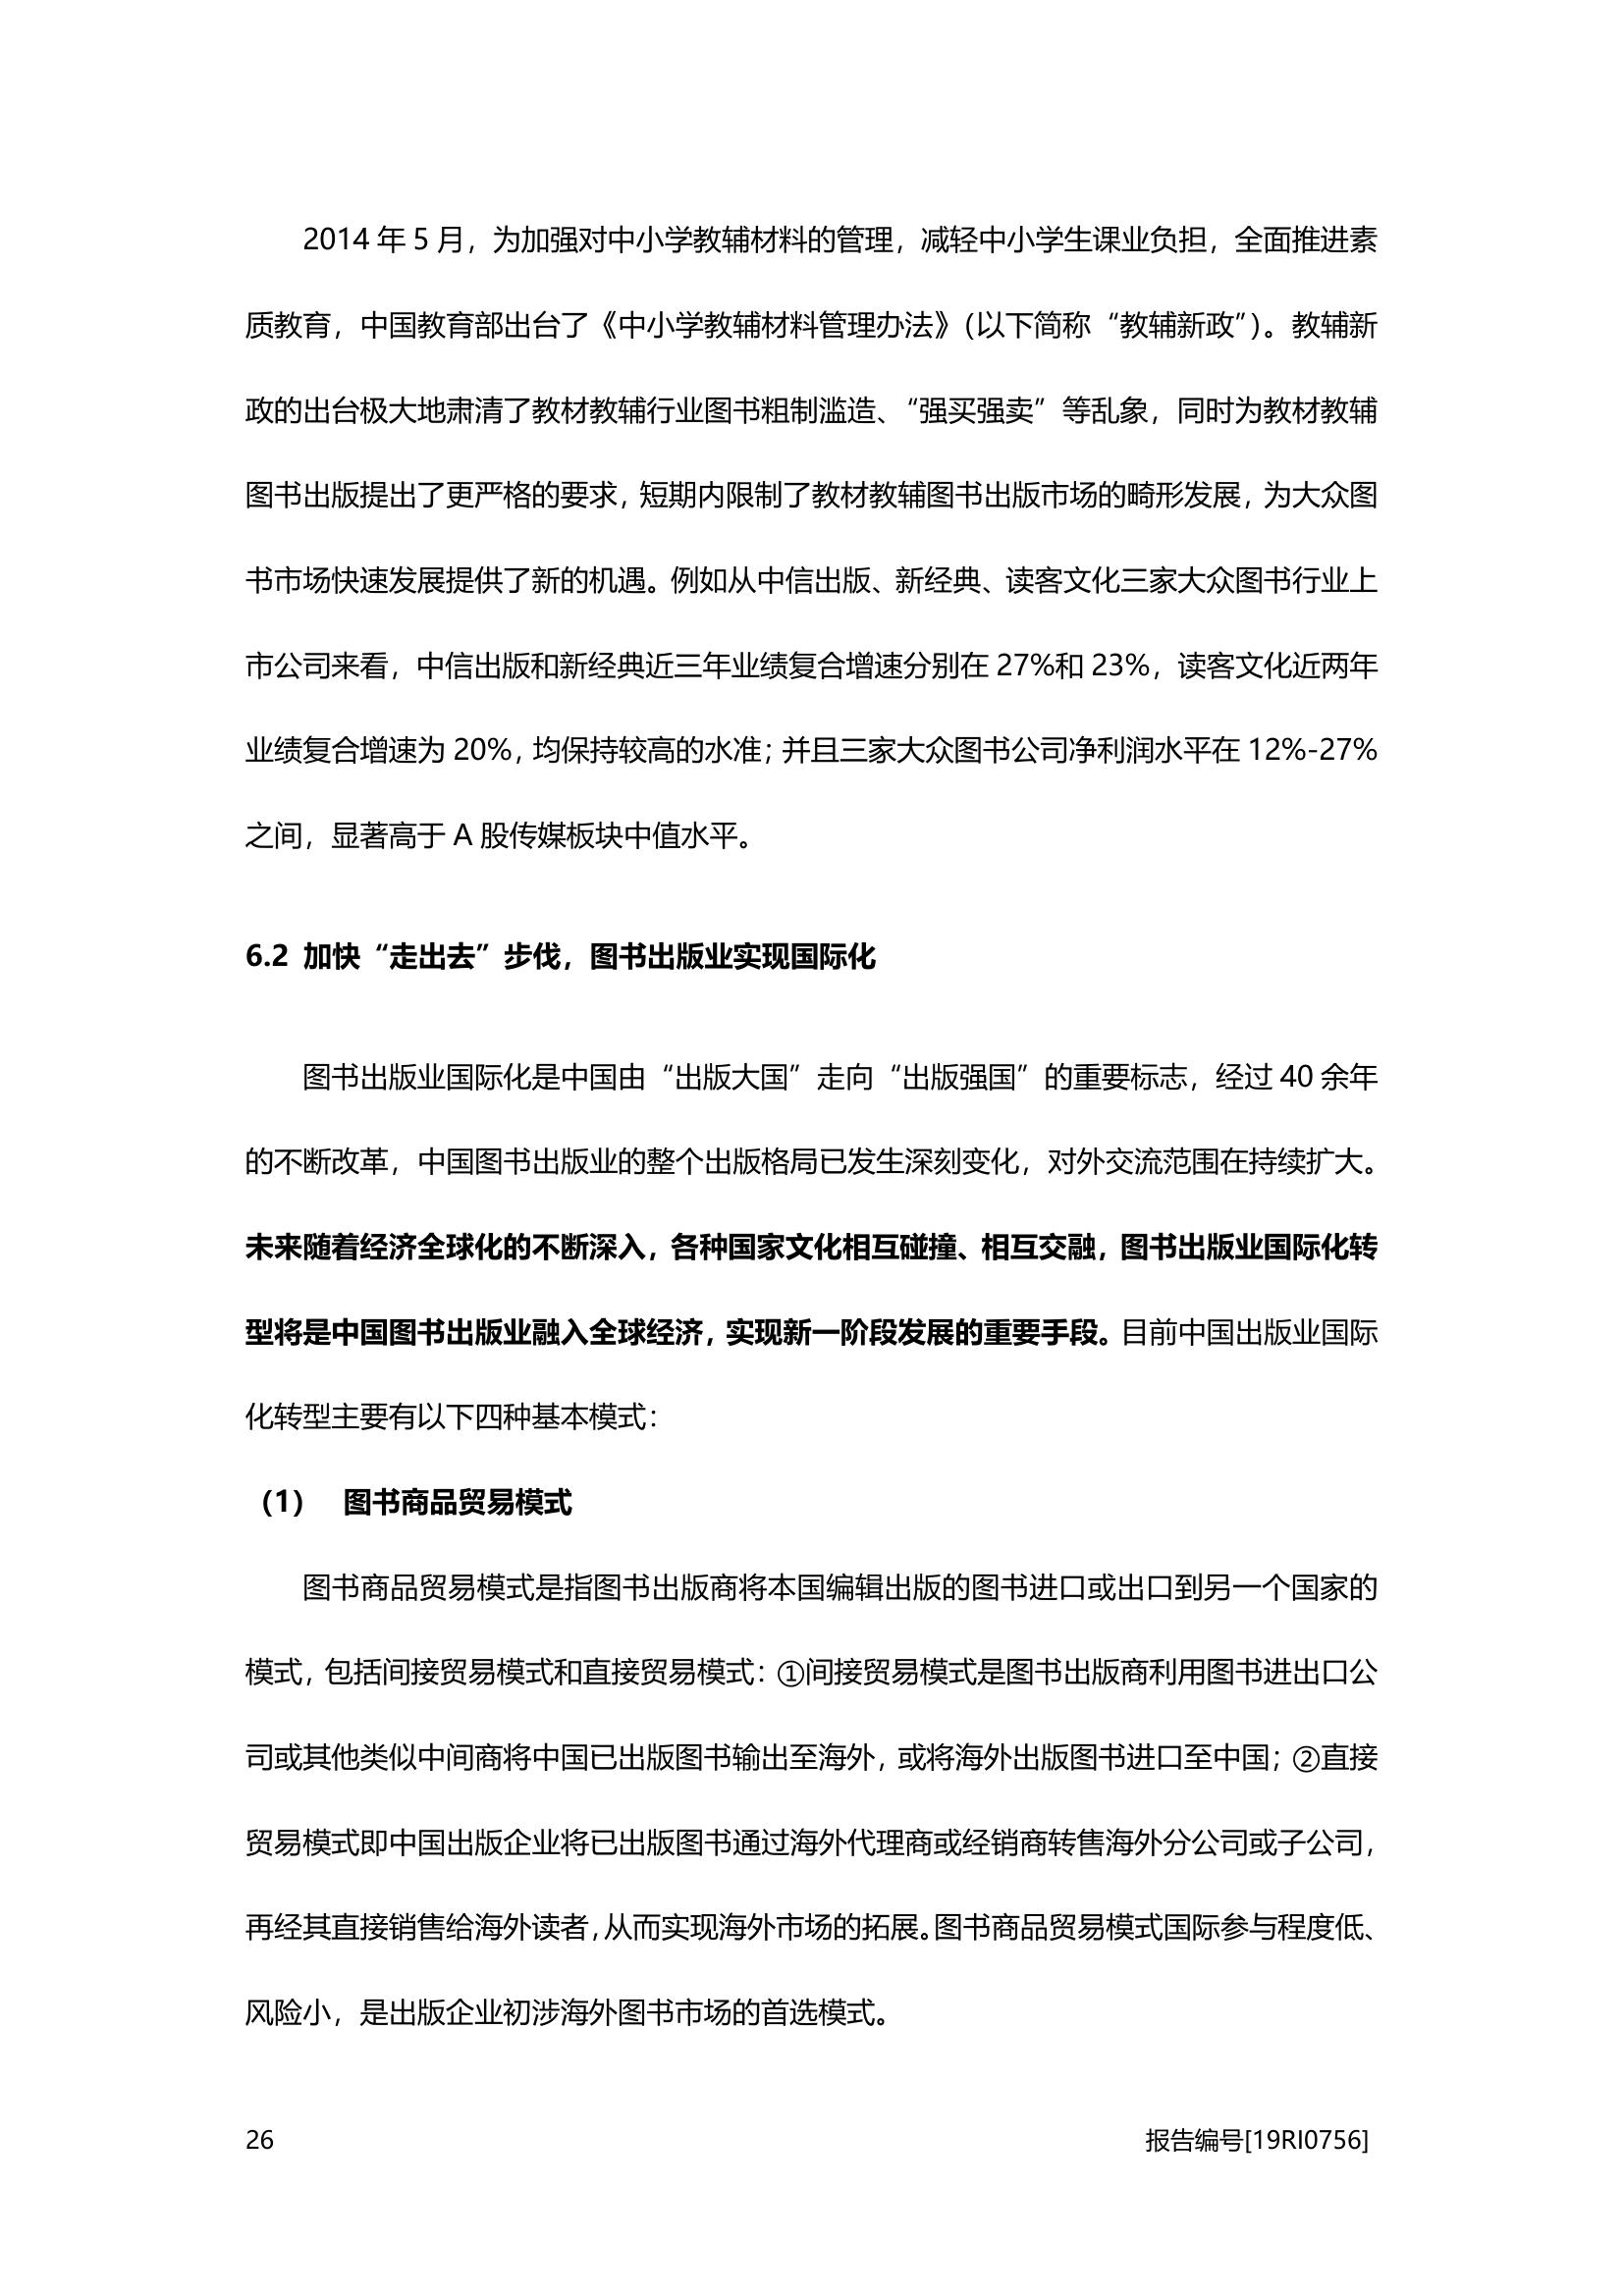 2014 年 5 月，为加强对中小学教辅材料的管理，减轻中小学生课业负担，全面推进素
质教育，中国教育部出台了《中小学教辅材料管理办法》（以下简称“教辅新政”）。教辅新
政的出台极大地肃清了教材教辅行业图书粗制滥造、“强买强卖”等乱象，同时为教材教辅
图书出版提出了更严格的要求，短期内限制了教材教辅图书出版市场的畸形发展，为大众图
书市场快速发展提供了新的机遇。例如从中信出版、新经典、读客文化三家大众图书行业上
市公司来看，中信出版和新经典近三年业绩复合增速分别在 27%和 23%，读客文化近两年
业绩复合增速为 20%，均保持较高的水准；并且三家大众图书公司净利润水平在 12%-27%
之间，显著高于 A 股传媒板块中值水平。
6.2 加快“走出去”步伐，图书出版业实现国际化
图书出版业国际化是中国由“出版大国”走向“出版强国”的重要标志，经过 40 余年
的不断改革，中国图书出版业的整个出版格局已发生深刻变化，对外交流范围在持续扩大。
未来随着经济全球化的不断深入，各种国家文化相互碰撞、相互交融，图书出版业国际化转
型将是中国图书出版业融入全球经济，实现新一阶段发展的重要手段。目前中国出版业国际
化转型主要有以下四种基本模式：
（1） 图书商品贸易模式
图书商品贸易模式是指图书出版商将本国编辑出版的图书进口或出口到另一个国家的
模式，包括间接贸易模式和直接贸易模式：①间接贸易模式是图书出版商利用图书进出口公
司或其他类似中间商将中国已出版图书输出至海外，或将海外出版图书进口至中国；②直接
贸易模式即中国出版企业将已出版图书通过海外代理商或经销商转售海外分公司或子公司，
再经其直接销售给海外读者，从而实现海外市场的拓展。图书商品贸易模式国际参与程度低、
风险小，是出版企业初涉海外图书市场的首选模式。
26 报告编号[19RI0756]